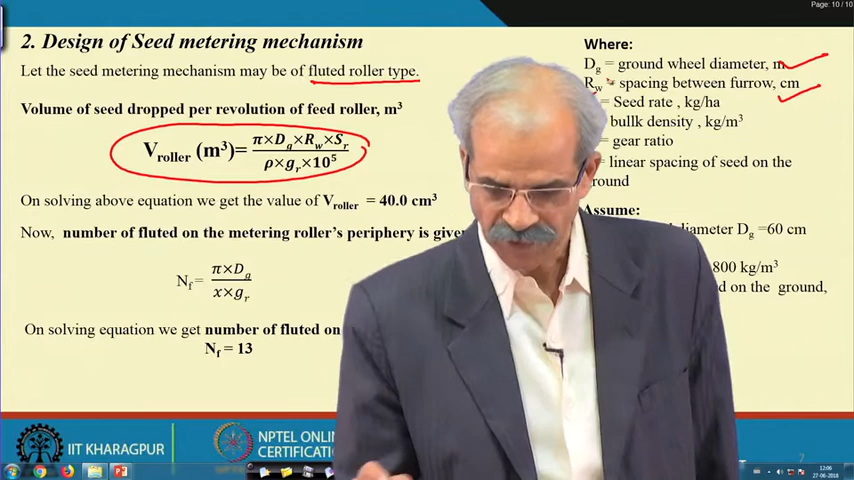 Page: 10 / 10
2. Design of Seed metering mechanism
Let the seed metering mechanism may be of fluted roller type.
Volume of seed dropped per revolution of feed roller, m³
V_roller (m³)= π×D_g×R_w×S_r / ρ×g_r×10⁵
On solving above equation we get the value of V_roller = 40.0 cm³
Now, number of fluted on the metering roller's periphery is given
N_f = π×D_g / x×g_r
On solving equation we get number of fluted on
N_f = 13
Where:
D_g = ground wheel diameter, m
R_w = spacing between furrow, cm
= Seed rate , kg/ha
bullk density , kg/m³
= gear ratio
= linear spacing of seed on the
round
Assume:
diameter D_g =60 cm
800 kg/m³
d on the ground,
IIT KHARAGPUR
NPTEL ONLIN
CERTIFICATION
7
12:06
27-06-2018